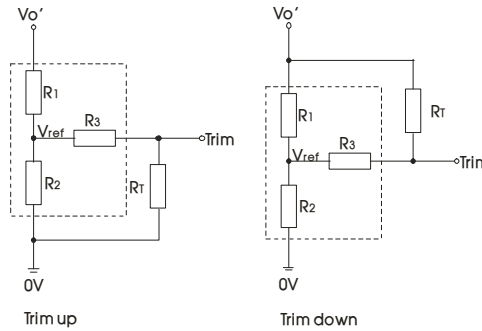 Vo'
R1
Vref
R3
Trim
R2
RT
0V
Trim up
Vo'
R1
RT
Vref
R3
Trim
R2
0V
Trim down